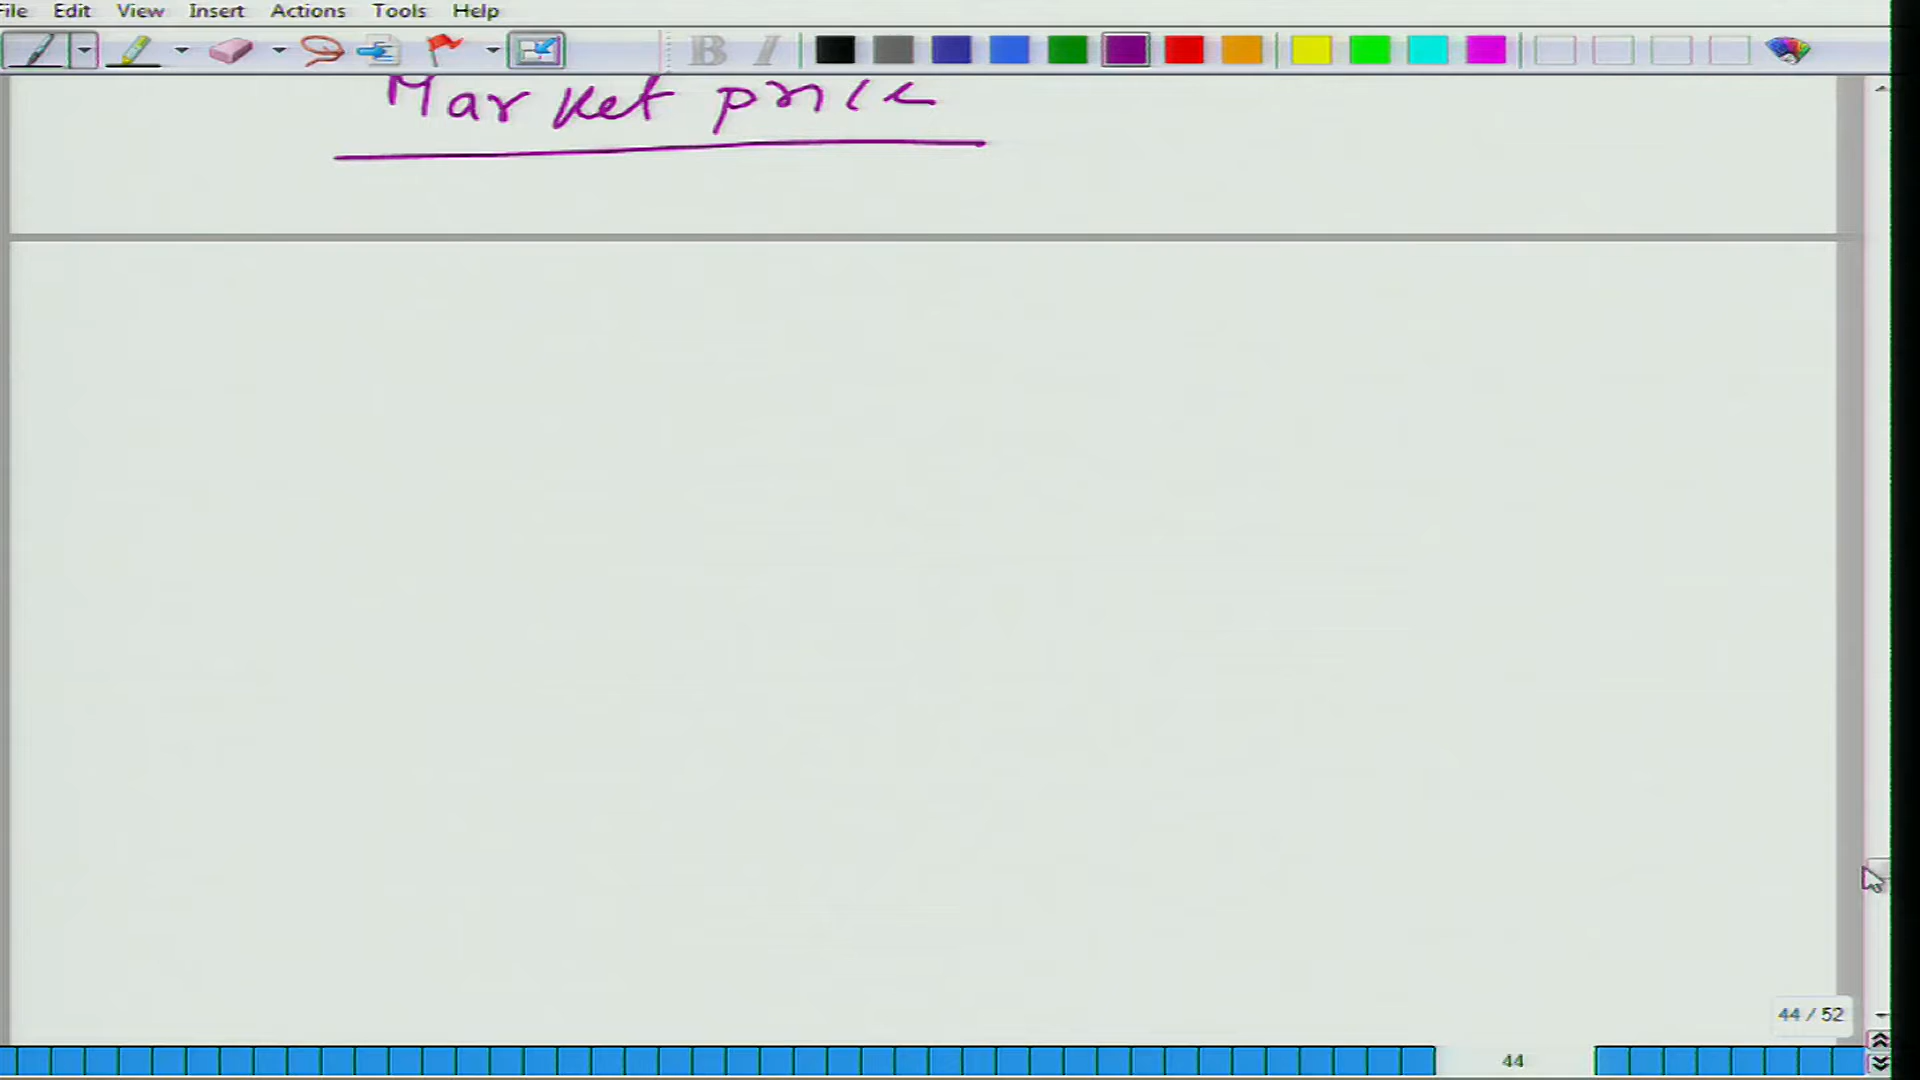 File Edit View Insert Actions Tools Help
B I
Market price
44 / 52
44